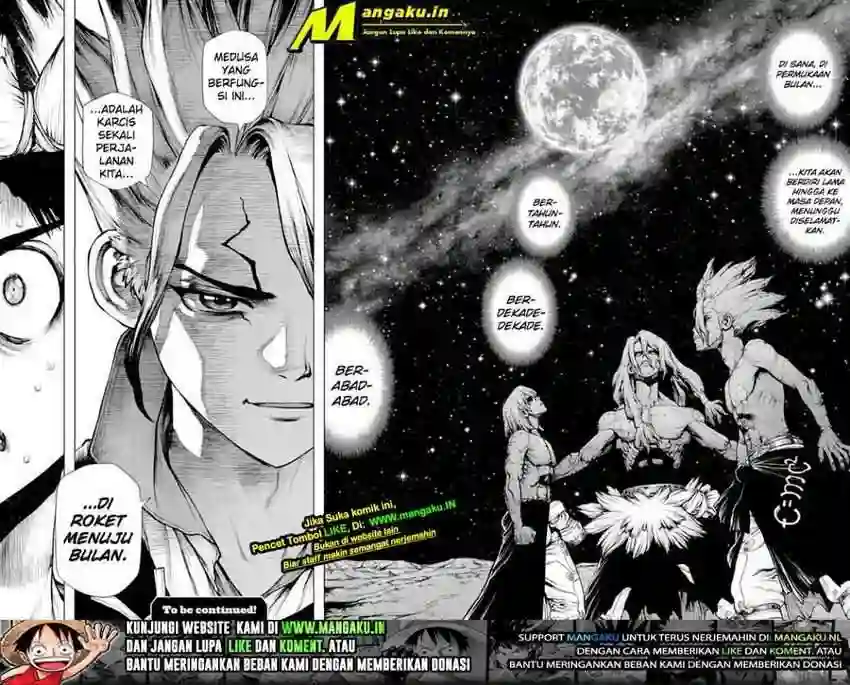 Mangaku.in
Jangan Lupa Like dan Komennya
DI SANA, DI
PERMUKAAN
BULAN...
...KITA AKAN
BERDIRI LAMA
HINGGA KE
MASA DEPAN,
MENUNGGU
DISELAMAT-
KAN.
BER-
TAHUN-
TAHUN.
BER-
DEKADE-
DEKADE.
BER-
ABAD-
ABAD.
MEDUSA
YANG
BERFUNG-
SI INI...
...ADALAH
KARCIS
SEKALI
PERJA-
LANAN
KITA...
...DI
ROKET
MENUJU
BULAN.
E=mc²
Jika Suka komik ini,
Pencet Tombol LIKE, Di: WWW.mangaku.IN
Bukan di website lain
Biar staff makin semangat nerjemahin
To be continued!
KUNJUNGI WEBSITE KAMI DI WWW.MANGAKU.IN
DAN JANGAN LUPA LIKE DAN KOMENT. ATAU
BANTU MERINGANKAN BEBAN KAMI DENGAN MEMBERIKAN DONASI
SUPPORT MANGAKU UNTUK TERUS NERJEMAHIN DI MANGAKU.NL
DENGAN CARA MEMBERIKAN LIKE DAN KOMENT, ATAU
BANTU MERINGANKAN BEBAN KAMI DENGAN MEMBERIKAN DONASI